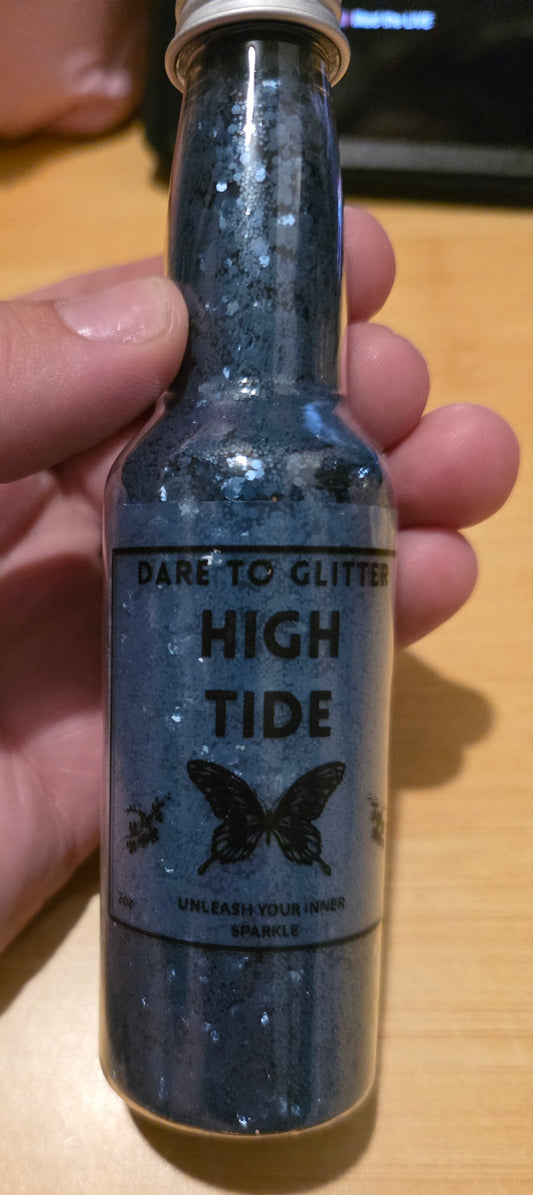 DARE TO GLITTER
HIGH
TIDE
2oz
UNLEASH YOUR INNER
SPARKLE